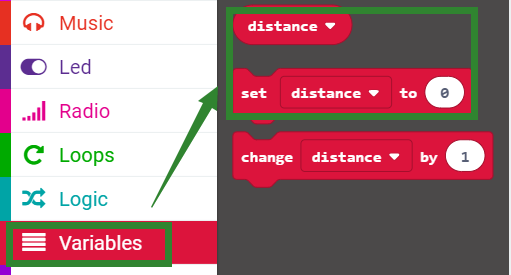 Music
Led
Radio
Loops
Logic
Variables
distance
set distance to 0
change distance by 1